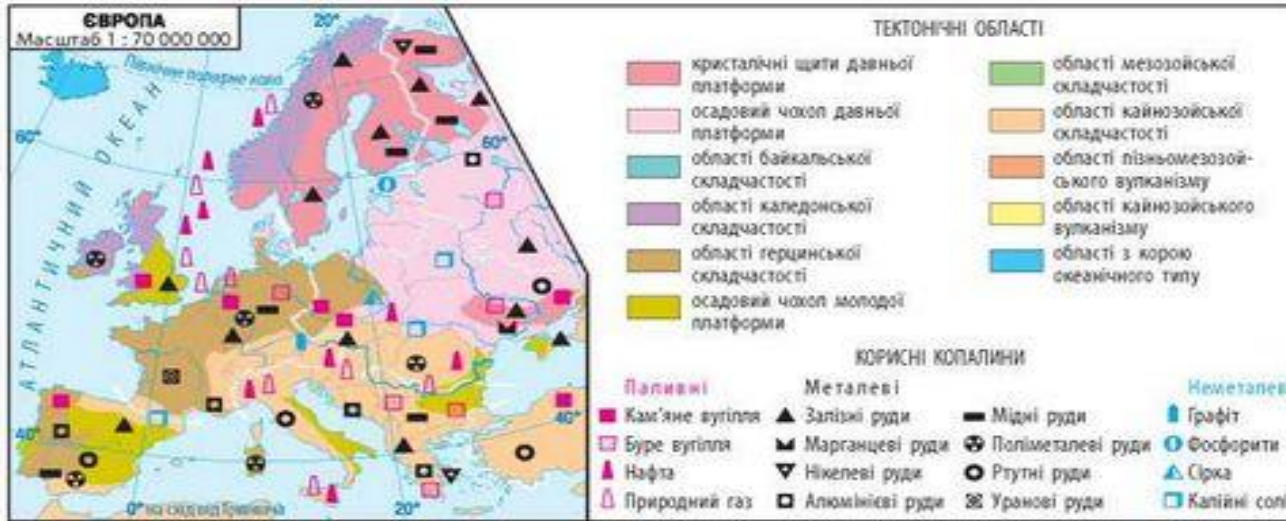 ЄВРОПА
Масштаб 1 : 70 000 000
20°
Північне полярне коло
60°
60°
АТЛАНТИЧНИЙ ОКЕАН
40°
40°
0° на схід від Гринвіча
20°
ТЕКТОНІЧНІ ОБЛАСТІ
кристалічні щити давньої
платформи
осадовий чохол давньої
платформи
області байкальської
складчастості
області каледонської
складчастості
області герцинської
складчастості
осадовий чохол молодої
платформи
області мезозойської
складчастості
області кайнозойської
складчастості
області пізньомезозой-
ського вулканізму
області кайнозойського
вулканізму
області з корою
океанічного типу
КОРИСНІ КОПАЛИНИ
Паливні
Кам'яне вугілля
Буре вугілля
Нафта
Природний газ
Металеві
Залізні руди
Марганцеві руди
Нікелеві руди
Алюмінієві руди
Мідні руди
Поліметалеві руди
Ртутні руди
Уранові руди
Неметалев
Графіт
Фосфорити
Сірка
Калійні солі